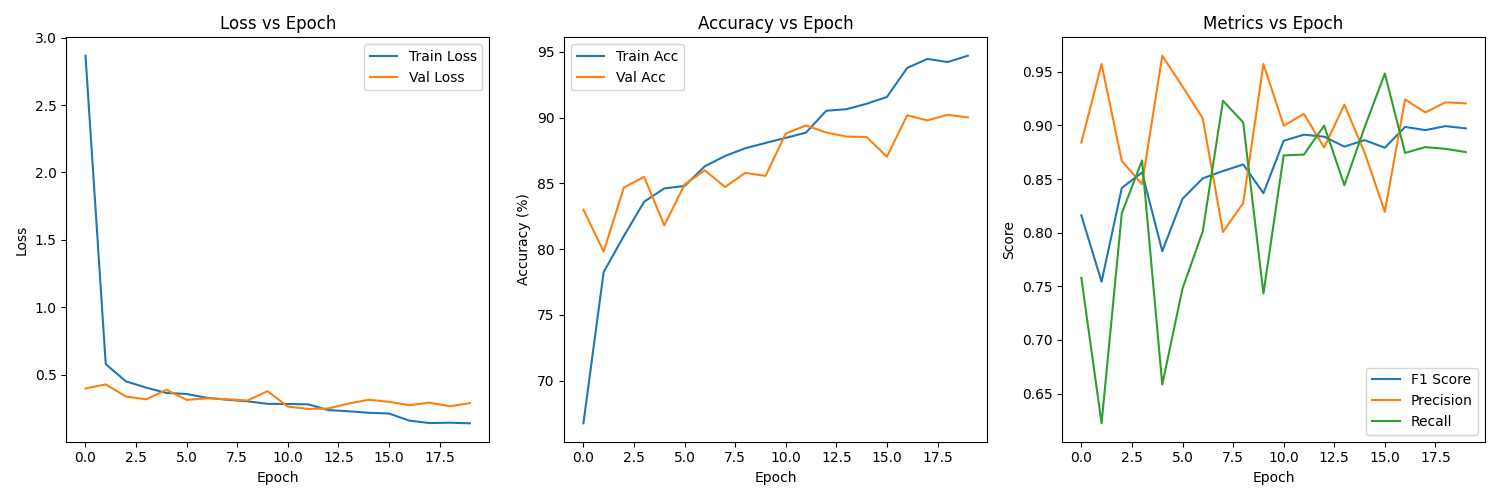 Loss vs Epoch
3.0
2.5
2.0
1.5
1.0
0.5
Loss
0.0 2.5 5.0 7.5 10.0 12.5 15.0 17.5
Epoch
Train Loss
Val Loss
Accuracy vs Epoch
95
90
85
80
75
70
Accuracy (%)
0.0 2.5 5.0 7.5 10.0 12.5 15.0 17.5
Epoch
Train Acc
Val Acc
Metrics vs Epoch
0.95
0.90
0.85
0.80
0.75
0.70
0.65
Score
0.0 2.5 5.0 7.5 10.0 12.5 15.0 17.5
Epoch
F1 Score
Precision
Recall